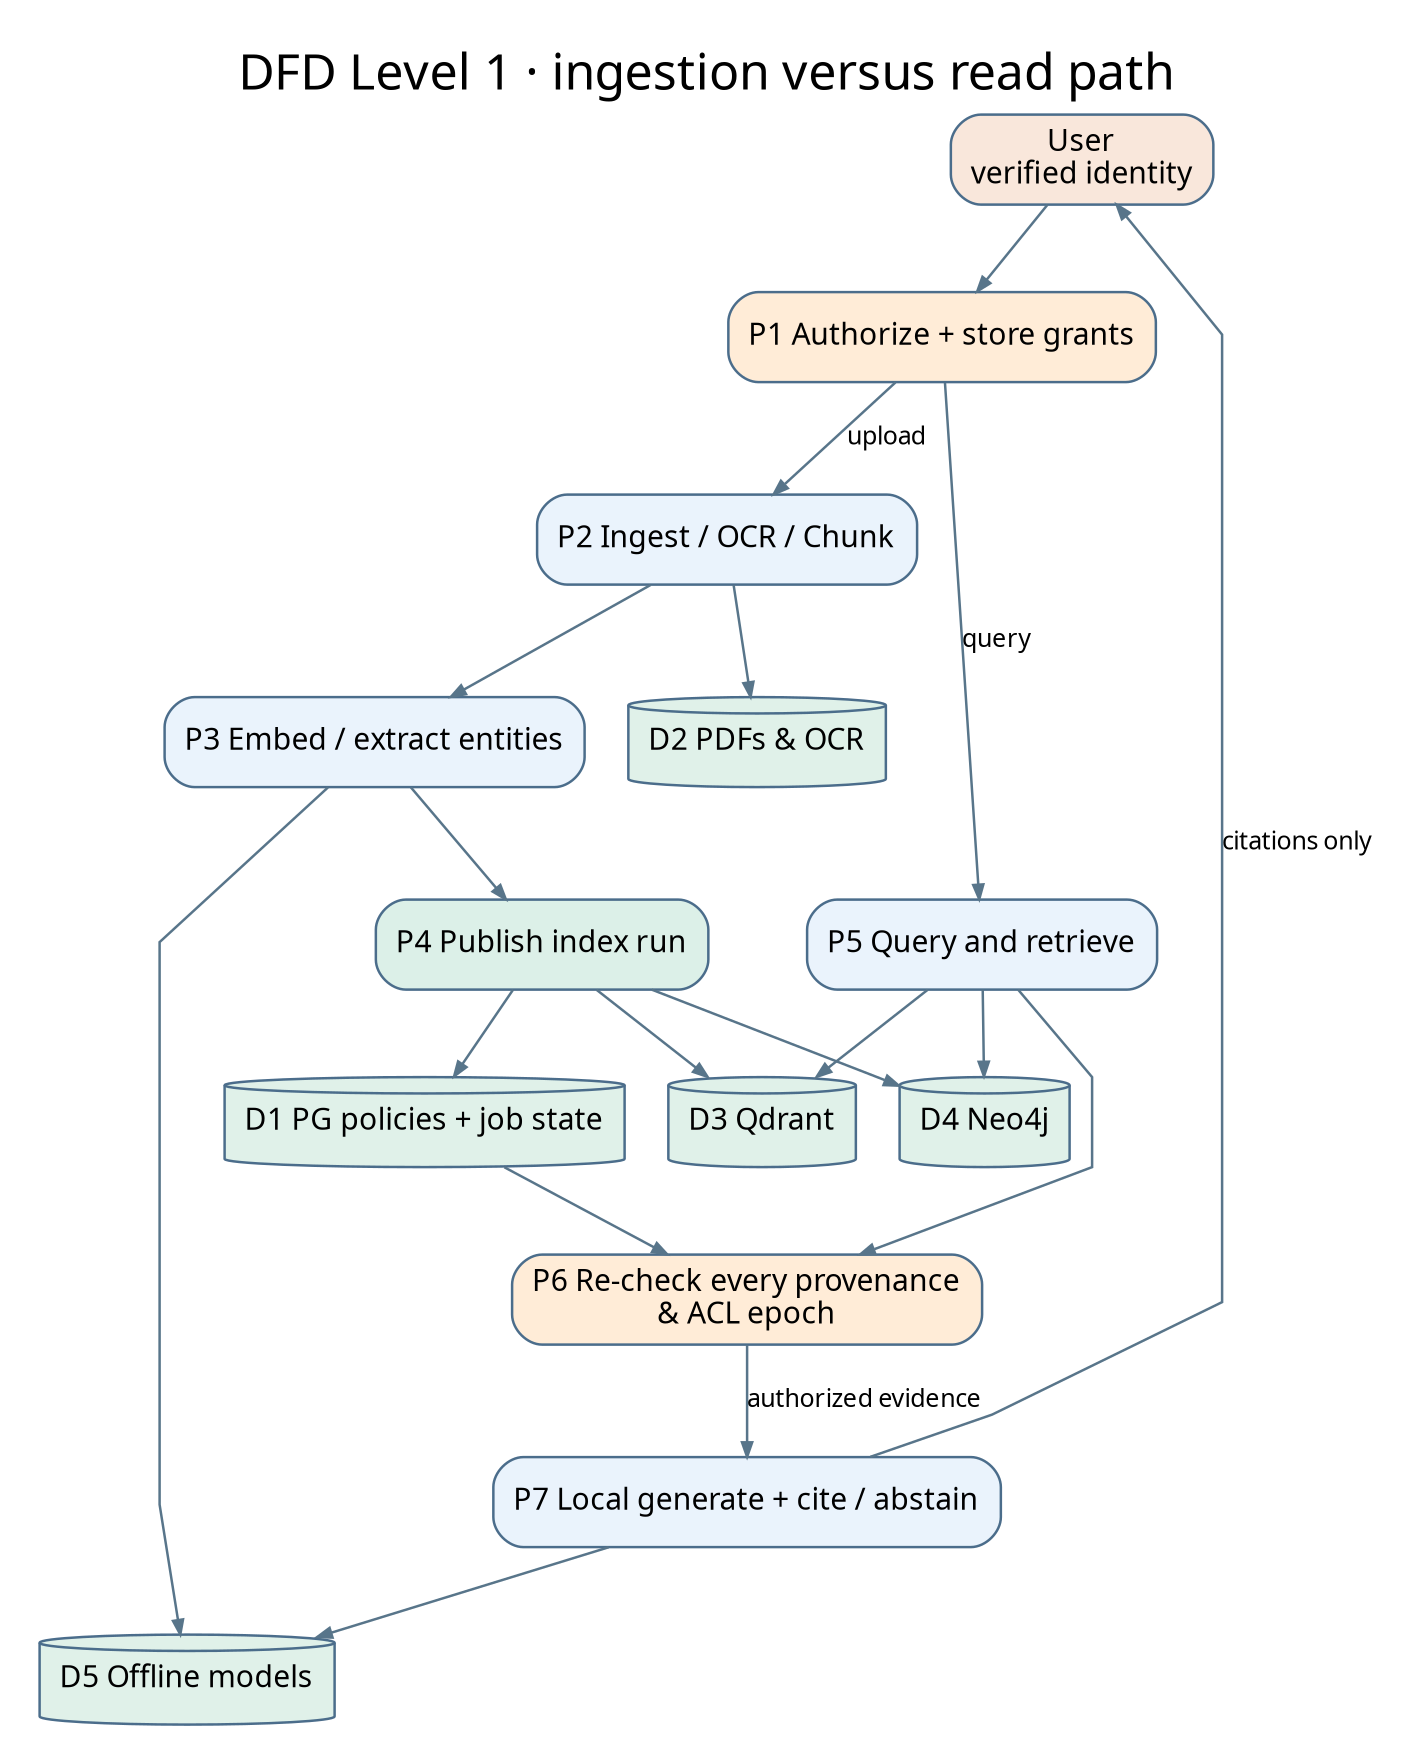 DFD Level 1 · ingestion versus read path
User
verified identity
P1 Authorize + store grants
upload
P2 Ingest / OCR / Chunk
query
P3 Embed / extract entities
D2 PDFs & OCR
citations only
P4 Publish index run
P5 Query and retrieve
D1 PG policies + job state
D3 Qdrant
D4 Neo4j
P6 Re-check every provenance
& ACL epoch
authorized evidence
P7 Local generate + cite / abstain
D5 Offline models